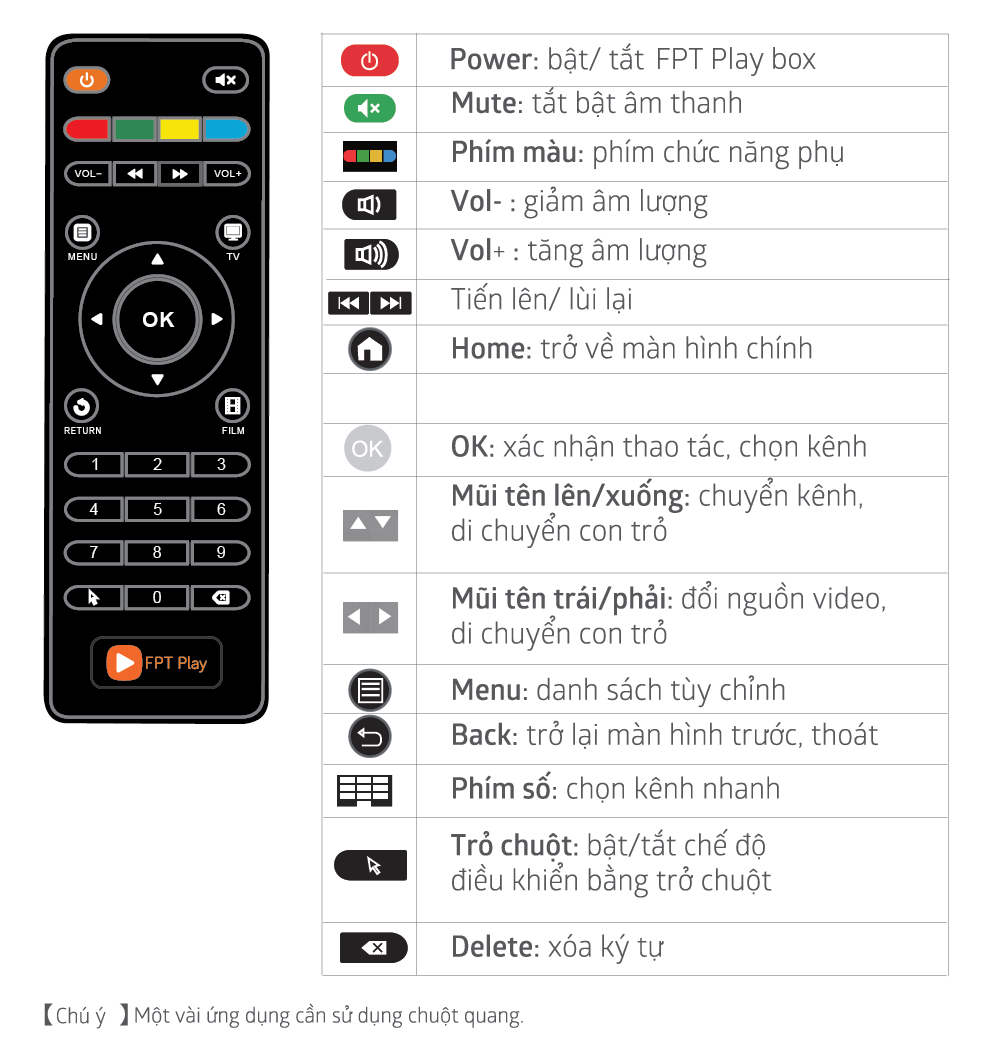 VOL–
VOL+
MENU
TV
OK
RETURN
FILM
1 2 3
4 5 6
7 8 9
0
FPT Play
Power: bật/ tắt FPT Play box
Mute: tắt bật âm thanh
Phím màu: phím chức năng phụ
Vol- : giảm âm lượng
Vol+ : tăng âm lượng
Tiến lên/ lùi lại
Home: trở về màn hình chính
OK
OK: xác nhận thao tác, chọn kênh
Mũi tên lên/xuống: chuyển kênh,
di chuyển con trỏ
Mũi tên trái/phải: đổi nguồn video,
di chuyển con trỏ
Menu: danh sách tùy chỉnh
Back: trở lại màn hình trước, thoát
Phím số: chọn kênh nhanh
Trỏ chuột: bật/tắt chế độ
điều khiển bằng trở chuột
Delete: xóa ký tự
【Chú ý 】Một vài ứng dụng cần sử dụng chuột quang.